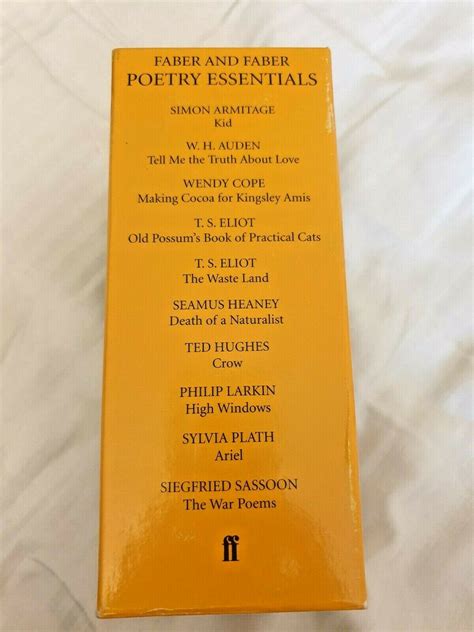 FABER AND FABER
POETRY ESSENTIALS
SIMON ARMITAGE
Kid
W. H. AUDEN
Tell Me the Truth About Love
WENDY COPE
Making Cocoa for Kingsley Amis
T. S. ELIOT
Old Possum's Book of Practical Cats
T. S. ELIOT
The Waste Land
SEAMUS HEANEY
Death of a Naturalist
TED HUGHES
Crow
PHILIP LARKIN
High Windows
SYLVIA PLATH
Ariel
SIEGFRIED SASSOON
The War Poems
ff